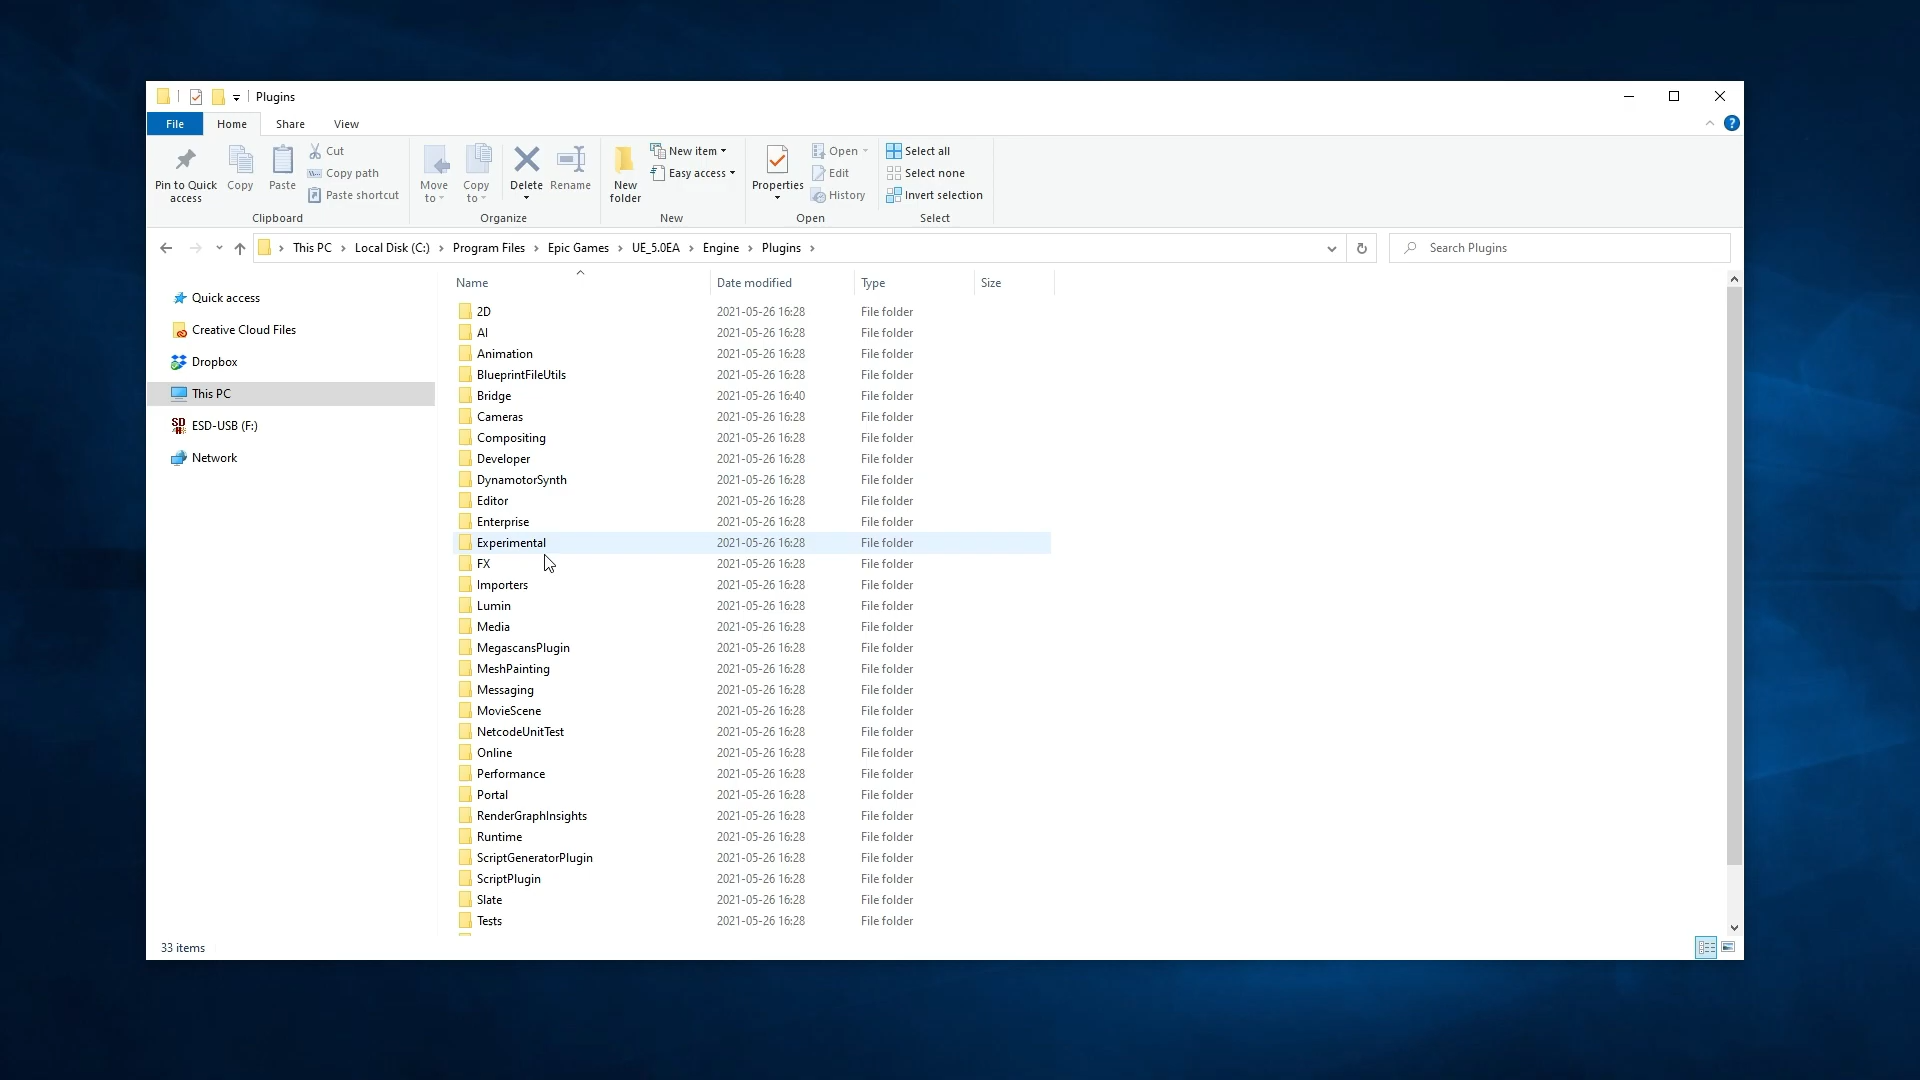 Plugins
File Home Share View
Pin to Quick access
Copy
Paste
Cut
Copy path
Paste shortcut
Clipboard
Move to
Copy to
Delete
Rename
Organize
New folder
New item
Easy access
New
Properties
Open
Edit
History
Open
Select all
Select none
Invert selection
Select
This PC › Local Disk (C:) › Program Files › Epic Games › UE_5.0EA › Engine › Plugins ›
Search Plugins
Quick access
Creative Cloud Files
Dropbox
This PC
ESD-USB (F:)
Network
Name Date modified Type Size
2D 2021-05-26 16:28 File folder
AI 2021-05-26 16:28 File folder
Animation 2021-05-26 16:28 File folder
BlueprintFileUtils 2021-05-26 16:28 File folder
Bridge 2021-05-26 16:40 File folder
Cameras 2021-05-26 16:28 File folder
Compositing 2021-05-26 16:28 File folder
Developer 2021-05-26 16:28 File folder
DynamotorSynth 2021-05-26 16:28 File folder
Editor 2021-05-26 16:28 File folder
Enterprise 2021-05-26 16:28 File folder
Experimental 2021-05-26 16:28 File folder
FX 2021-05-26 16:28 File folder
Importers 2021-05-26 16:28 File folder
Lumin 2021-05-26 16:28 File folder
Media 2021-05-26 16:28 File folder
MegascansPlugin 2021-05-26 16:28 File folder
MeshPainting 2021-05-26 16:28 File folder
Messaging 2021-05-26 16:28 File folder
MovieScene 2021-05-26 16:28 File folder
NetcodeUnitTest 2021-05-26 16:28 File folder
Online 2021-05-26 16:28 File folder
Performance 2021-05-26 16:28 File folder
Portal 2021-05-26 16:28 File folder
RenderGraphInsights 2021-05-26 16:28 File folder
Runtime 2021-05-26 16:28 File folder
ScriptGeneratorPlugin 2021-05-26 16:28 File folder
ScriptPlugin 2021-05-26 16:28 File folder
Slate 2021-05-26 16:28 File folder
Tests 2021-05-26 16:28 File folder
33 items